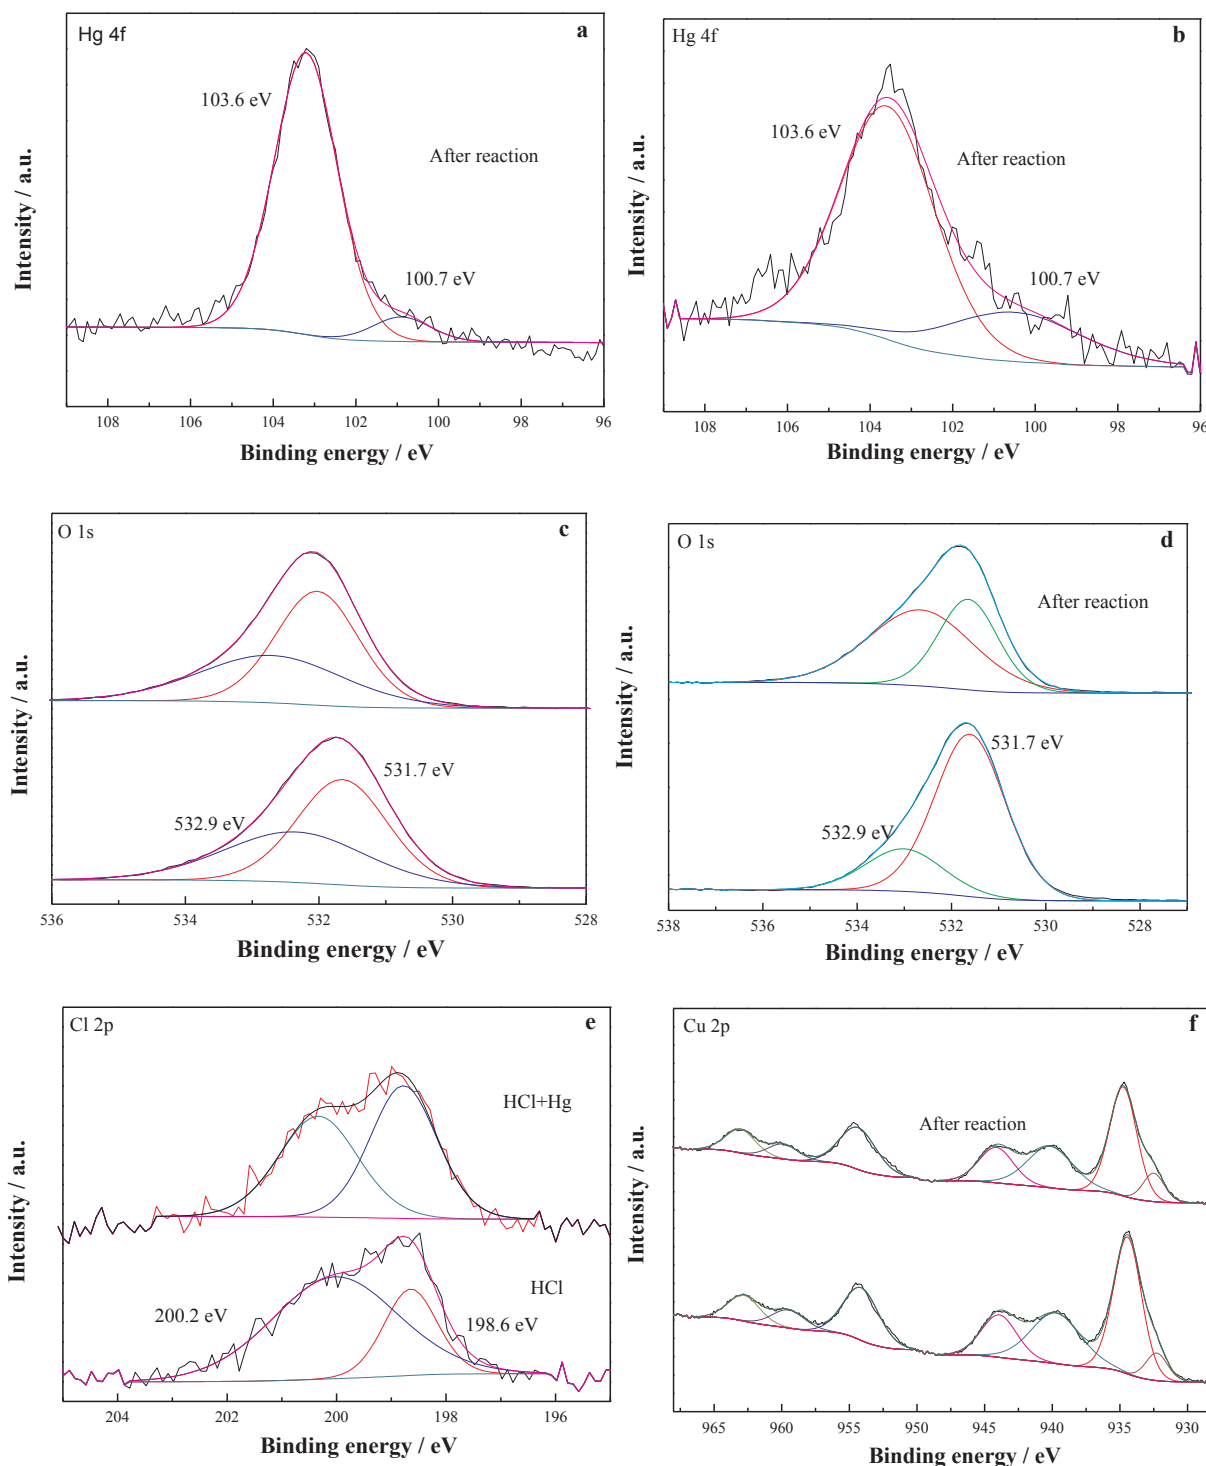 Hg 4f
a
103.6 eV
After reaction
100.7 eV
Intensity / a.u.
108 106 104 102 100 98 96
Binding energy / eV
Hg 4f
b
103.6 eV
After reaction
100.7 eV
Intensity / a.u.
108 106 104 102 100 98 96
Binding energy / eV
O 1s
c
531.7 eV
532.9 eV
Intensity / a.u.
536 534 532 530 528
Binding energy / eV
O 1s
d
After reaction
531.7 eV
532.9 eV
Intensity / a.u.
538 536 534 532 530 528
Binding energy / eV
Cl 2p
e
HCl+Hg
HCl
200.2 eV
198.6 eV
Intensity / a.u.
204 202 200 198 196
Binding energy / eV
Cu 2p
f
After reaction
Intensity / a.u.
965 960 955 950 945 940 935 930
Binding energy / eV